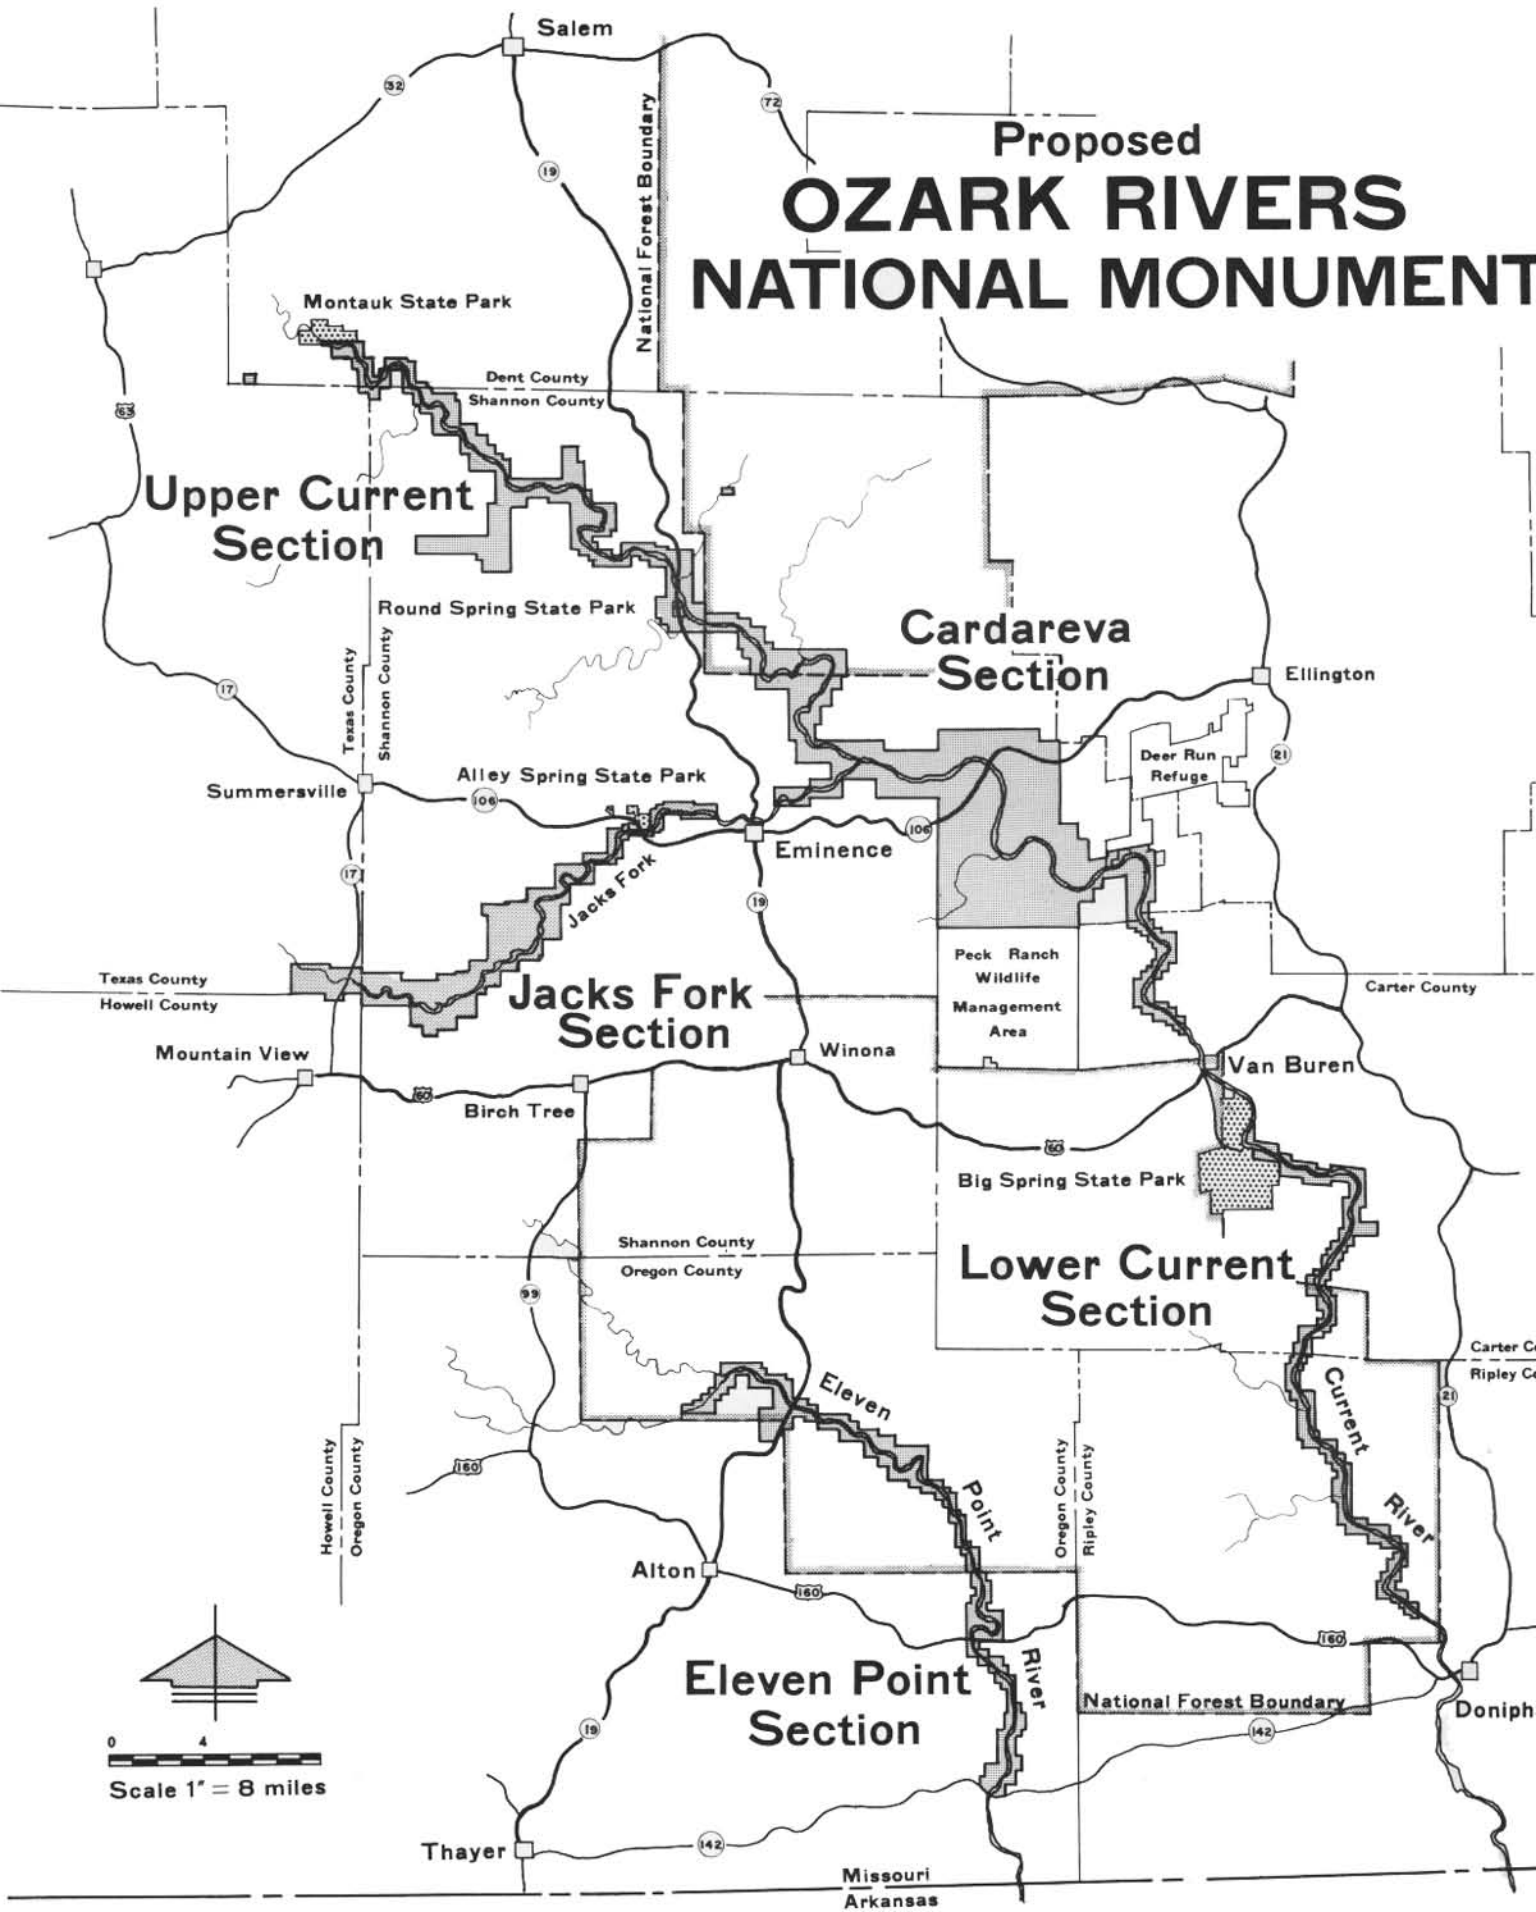 Salem
32
72
19
National Forest Boundary
Proposed
OZARK RIVERS
NATIONAL MONUMENT
Montauk State Park
Dent County
Shannon County
63
Upper Current
Section
Round Spring State Park
Cardareva
Section
Texas County
Shannon County
17
Ellington
Deer Run
Refuge
21
Summersville
Alley Spring State Park
106
106
Eminence
17
Jacks Fork
19
Peck Ranch
Wildlife
Management
Area
Texas County
Howell County
Jacks Fork
Section
Carter County
Mountain View
Winona
Van Buren
60
Birch Tree
60
Big Spring State Park
Shannon County
Oregon County
Lower Current
Section
99
Carter C
Ripley C
21
Eleven
Current
160
Howell County
Oregon County
Point
Oregon County
Ripley County
River
Alton
160
160
Eleven Point
Section
River
National Forest Boundary
Doniph
142
0 4
Scale 1" = 8 miles
19
Thayer
142
Missouri
Arkansas